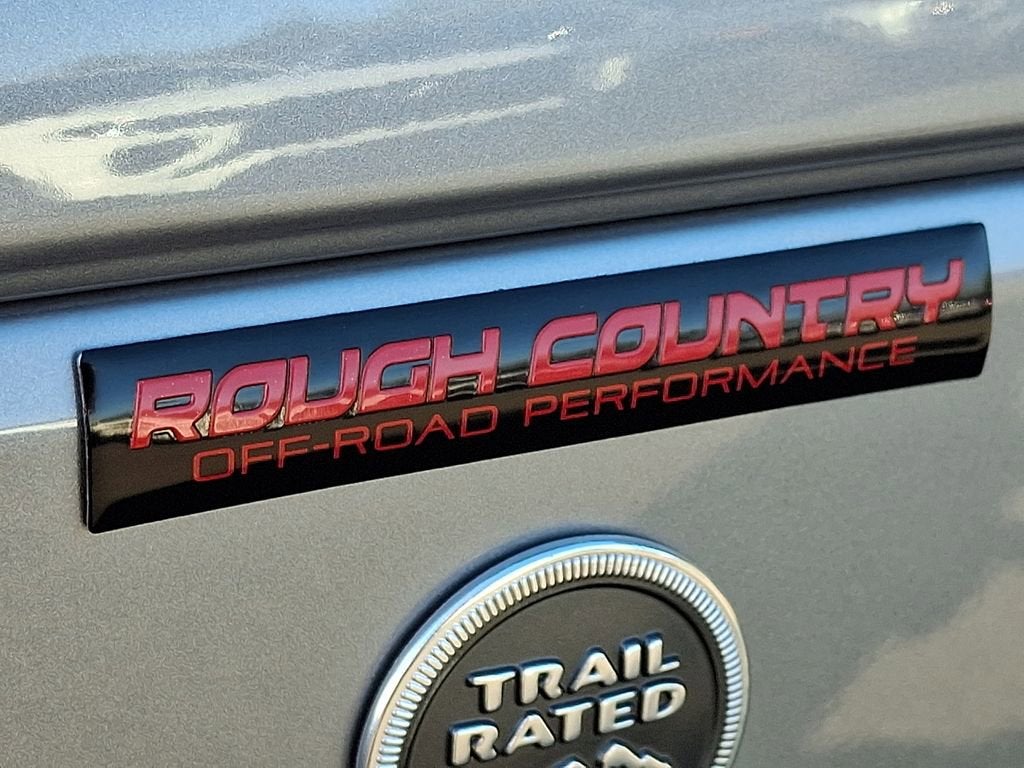 ROUGH COUNTRY
OFF-ROAD PERFORMANCE
TRAIL
RATED